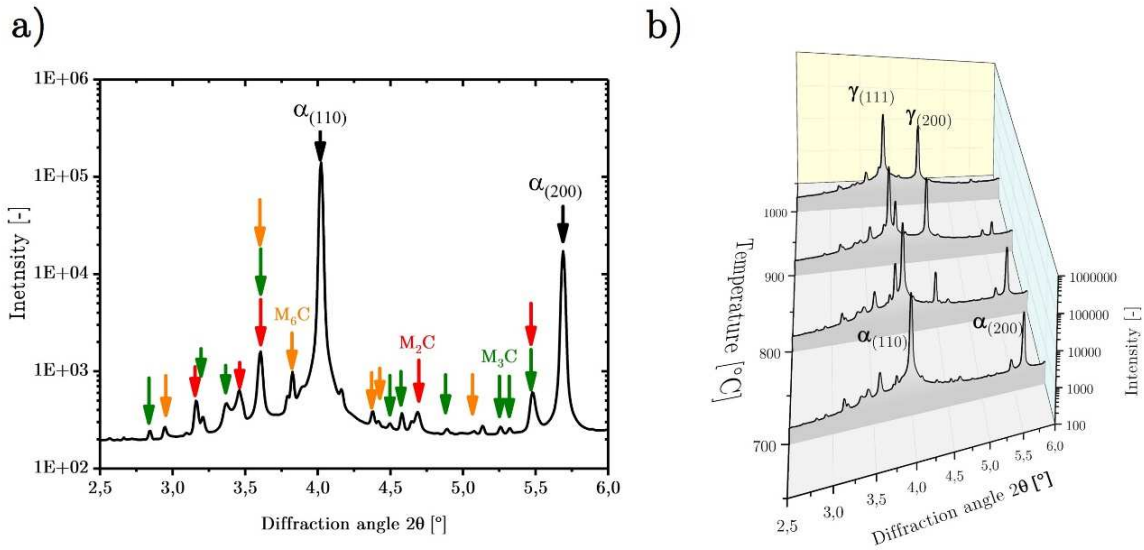 a)
1E+06
1E+05
1E+04
1E+03
1E+02
Inetnsity [-]
α(110)
α(200)
M6C
M2C
M3C
2,5 3,0 3,5 4,0 4,5 5,0 5,5 6,0
Diffraction angle 2θ [°]
b)
γ(111)
γ(200)
α(110)
α(200)
1000
900
800
700
Temperature [°C]
1000000
100000
10000
1000
100
Intensity [-]
2,5 3,0 3,5 4,0 4,5 5,0 5,5 6,0
Diffraction angle 2θ [°]